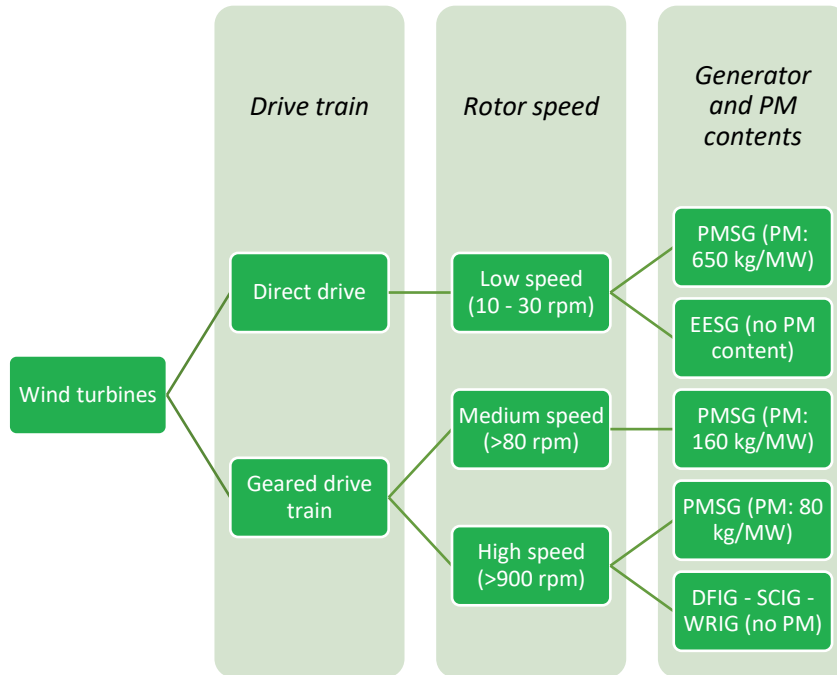 Drive train
Rotor speed
Generator
and PM
contents
Wind turbines
Direct drive
Geared drive
train
Low speed
(10 - 30 rpm)
Medium speed
(>80 rpm)
High speed
(>900 rpm)
PMSG (PM:
650 kg/MW)
EESG (no PM
content)
PMSG (PM:
160 kg/MW)
PMSG (PM: 80
kg/MW)
DFIG - SCIG -
WRIG (no PM)